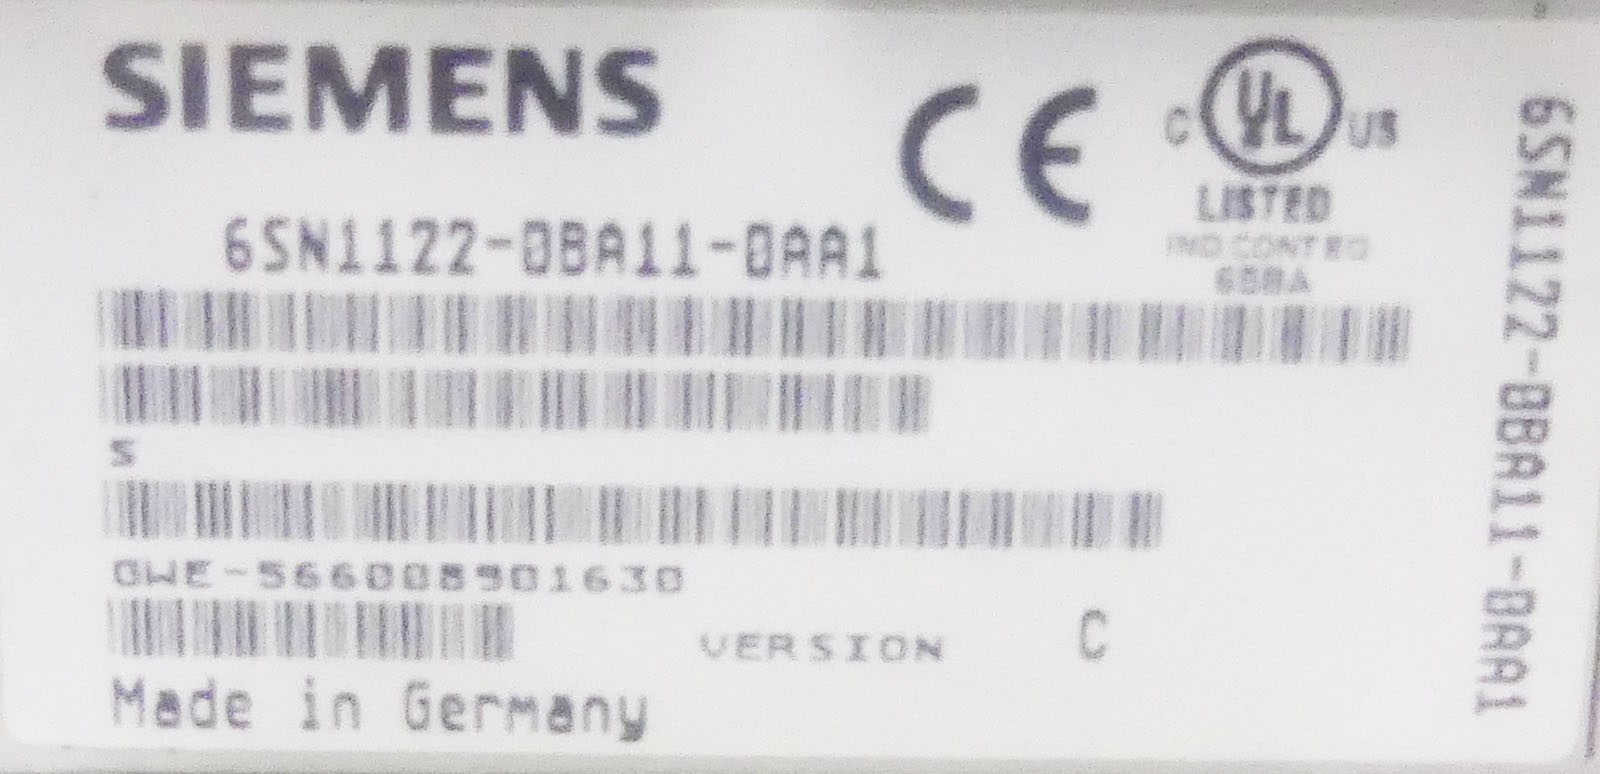 SIEMENS
CE
C UL US
LISTED
IND.CONT.EQ
6SN1122-0BA11-0AA1
S
GWE-566008901630
VERSION C
Made in Germany
6SN1122-0BA11-0AA1